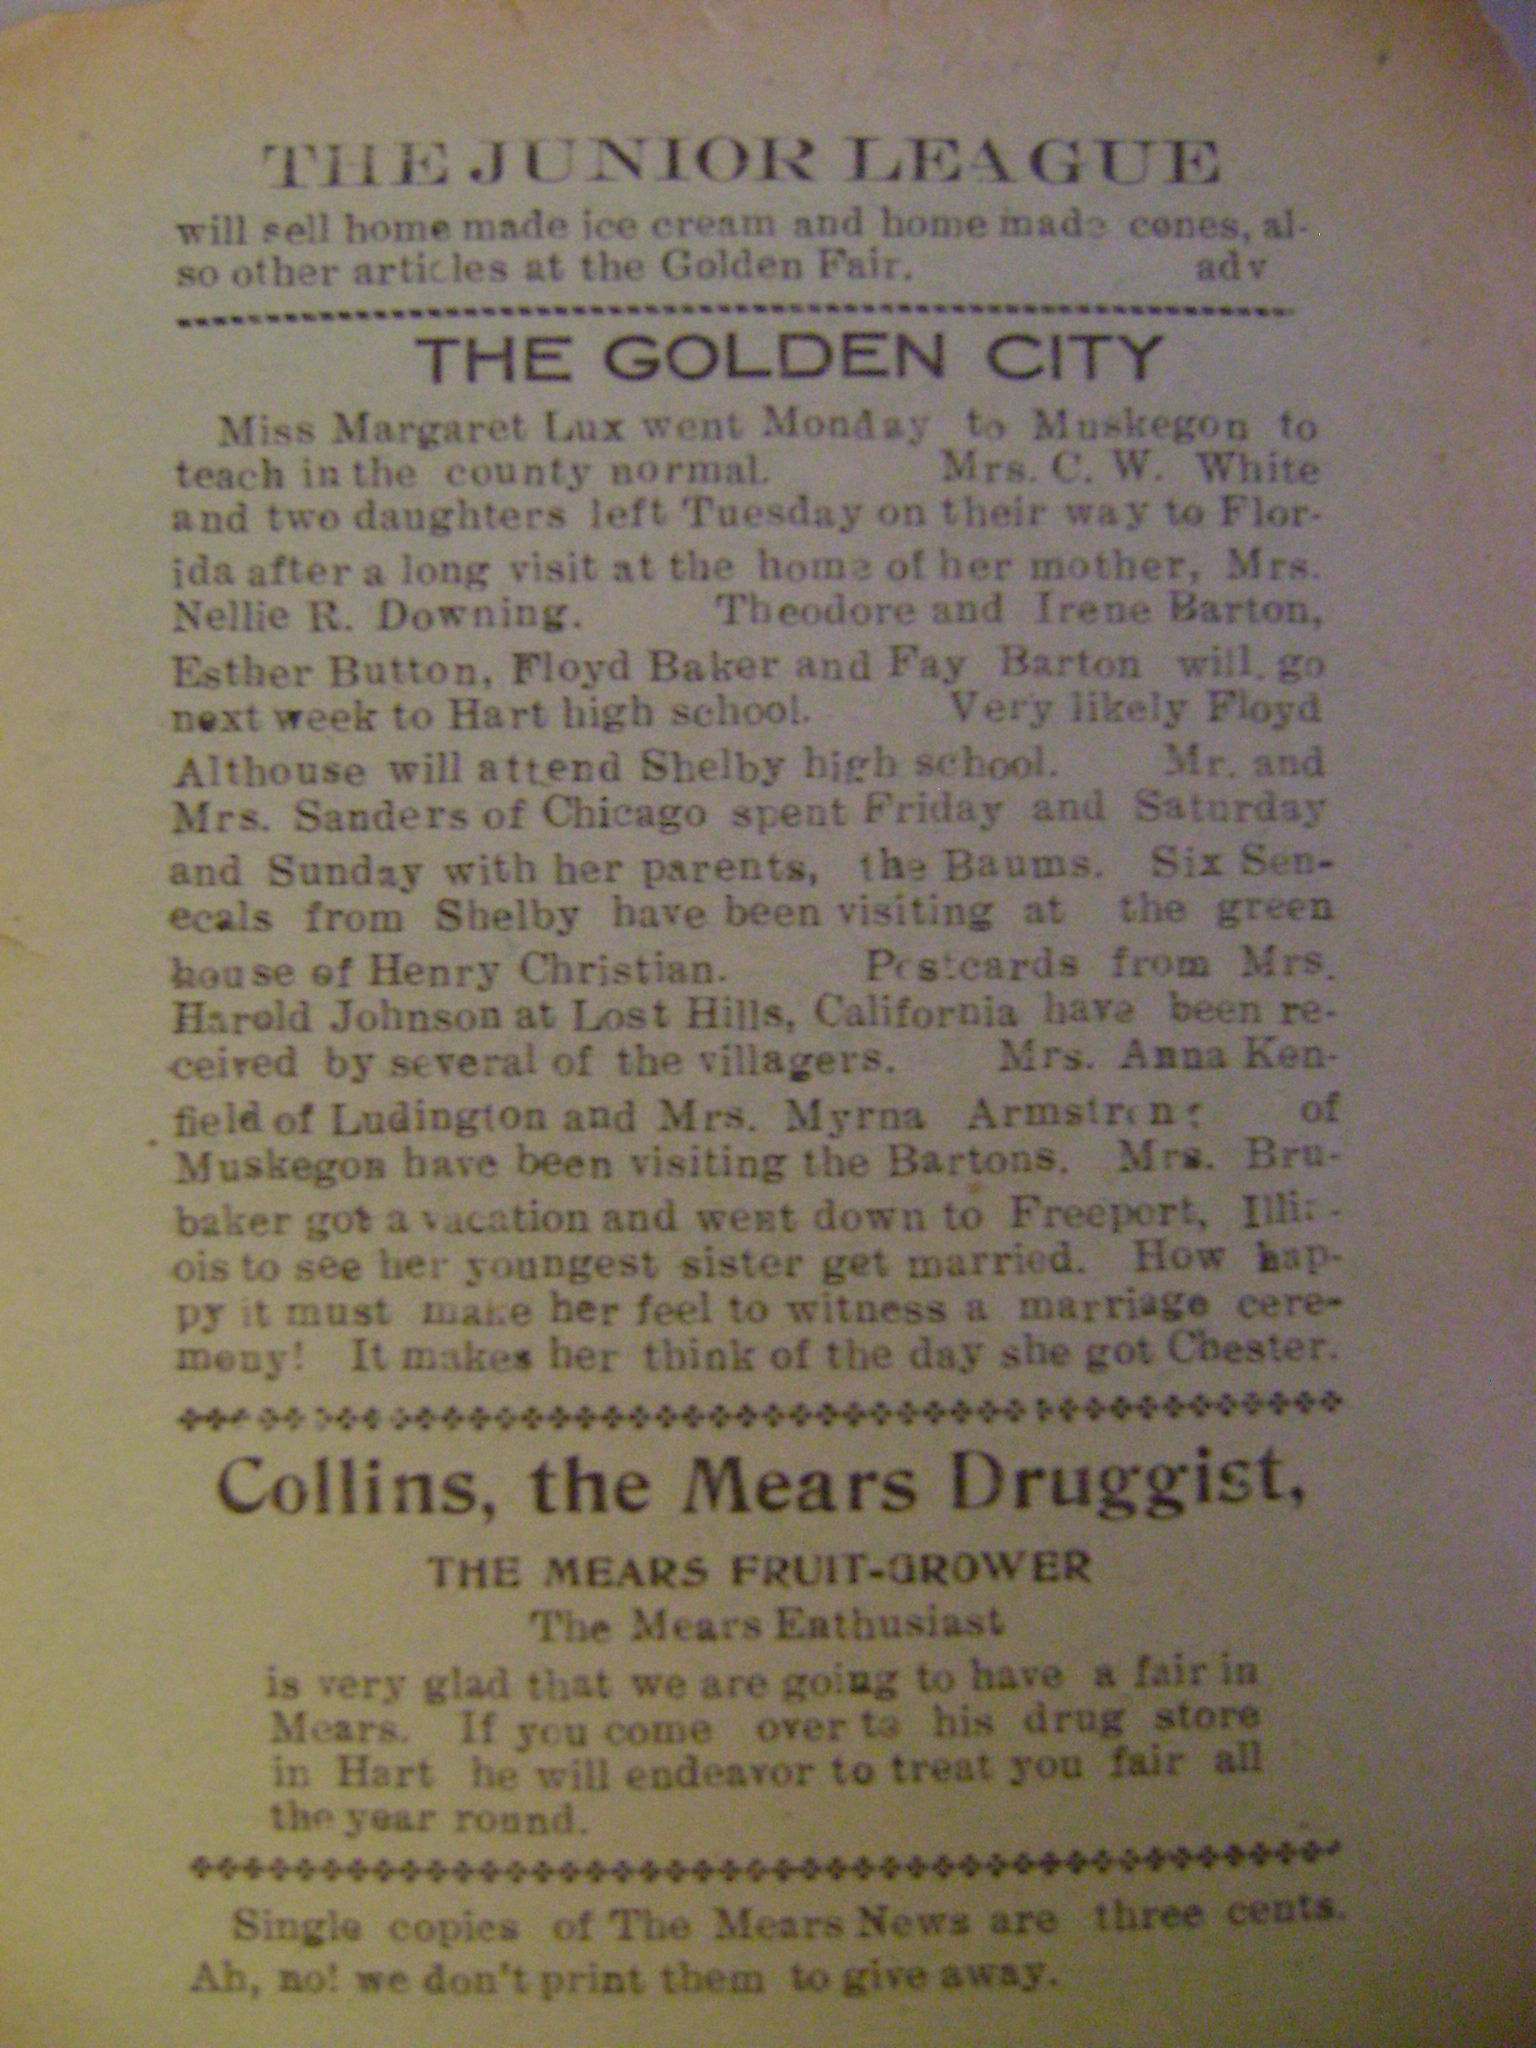 THE JUNIOR LEAGUE
will sell home made ice cream and home made cones, al-
so other articles at the Golden Fair. adv
THE GOLDEN CITY
Miss Margaret Lux went Monday to Muskegon to
teach in the county normal. Mrs. C. W. White
and two daughters left Tuesday on their way to Flor-
ida after a long visit at the home of her mother, Mrs.
Nellie R. Downing. Theodore and Irene Barton,
Esther Button, Floyd Baker and Fay Barton will go
next week to Hart high school. Very likely Floyd
Althouse will attend Shelby high school. Mr. and
Mrs. Sanders of Chicago spent Friday and Saturday
and Sunday with her parents, the Baums. Six Sen-
ecals from Shelby have been visiting at the green
house of Henry Christian. Postcards from Mrs.
Harold Johnson at Lost Hills, California have been re-
ceived by several of the villagers. Mrs. Anna Ken-
field of Ludington and Mrs. Myrna Armstrong of
Muskegon have been visiting the Bartons. Mrs. Bru-
baker got a vacation and went down to Freeport, Illin-
ois to see her youngest sister get married. How hap-
py it must make her feel to witness a marriage cere-
mony! It makes her think of the day she got Chester.
Collins, the Mears Druggist,
THE MEARS FRUIT-GROWER
The Mears Enthusiast
is very glad that we are going to have a fair in
Mears. If you come over to his drug store
in Hart he will endeavor to treat you fair all
the year round.
Single copies of The Mears News are three cents.
Ah, no! we don't print them to give away.